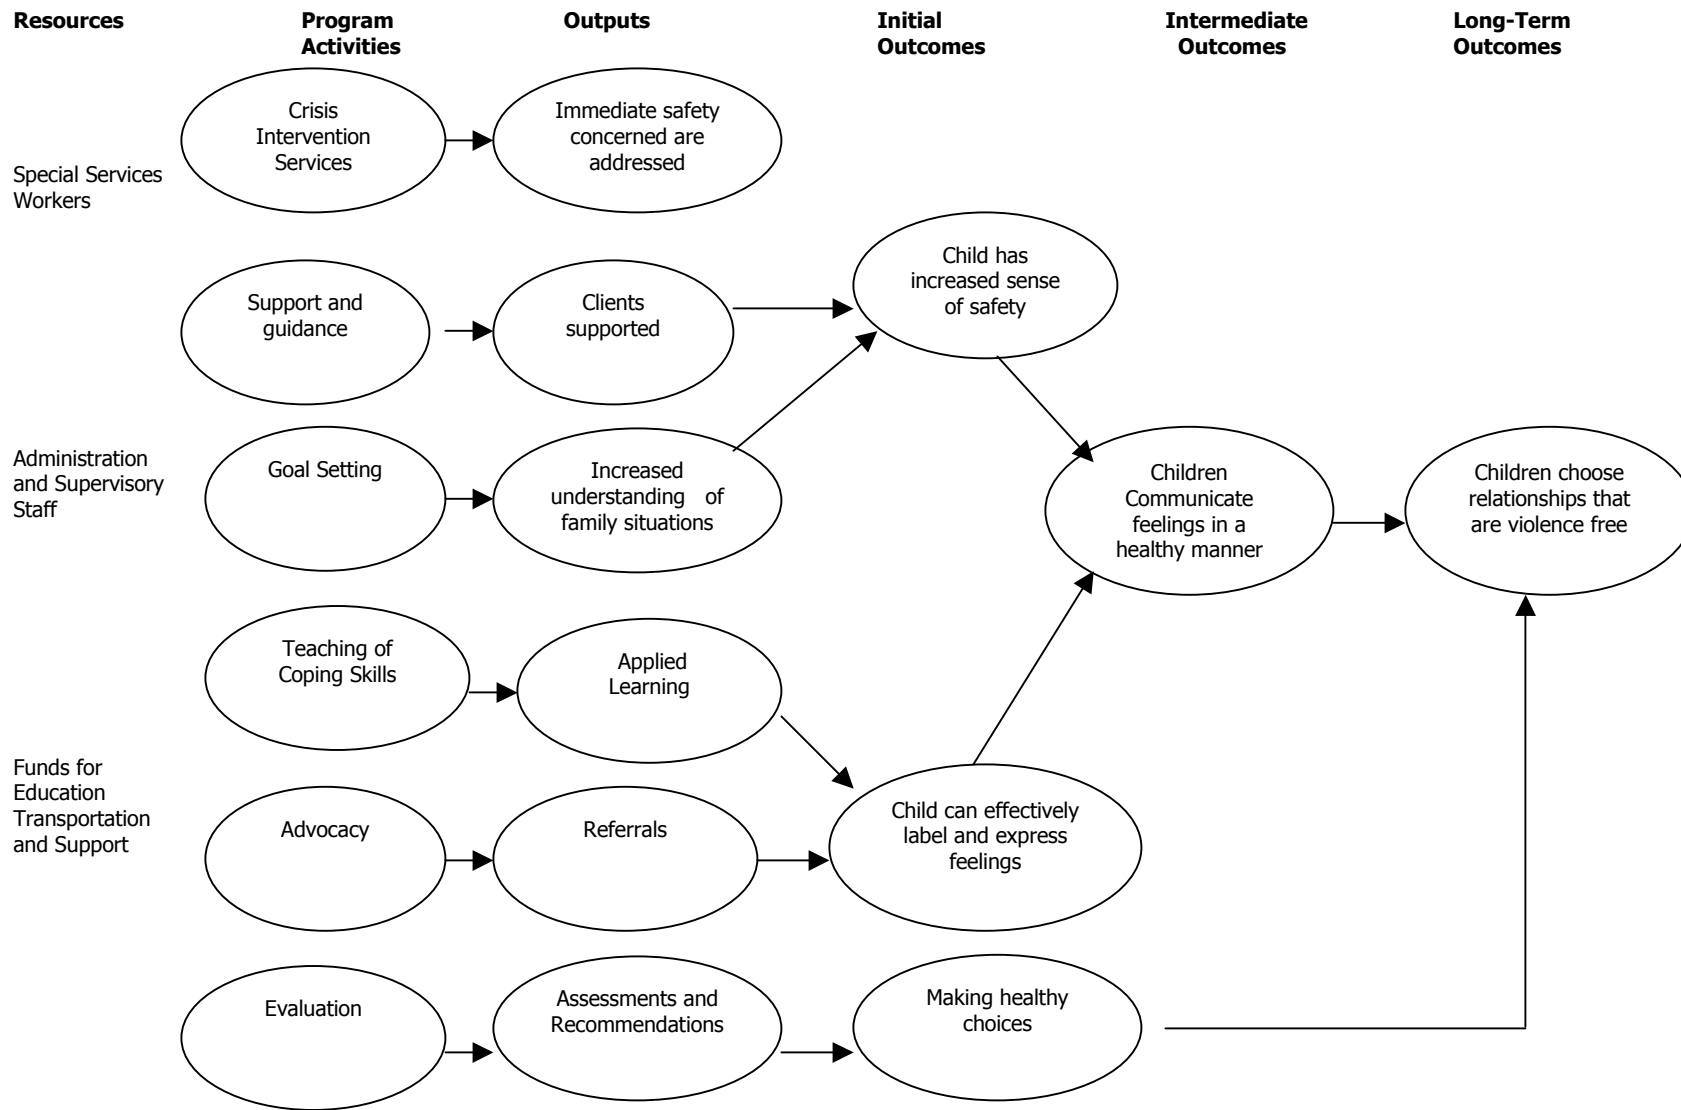 Resources
Program
Activities
Outputs
Initial
Outcomes
Intermediate
Outcomes
Long-Term
Outcomes
Special Services
Workers
Administration
and Supervisory
Staff
Funds for
Education
Transportation
and Support
Crisis
Intervention
Services
Immediate safety
concerned are
addressed
Support and
guidance
Clients
supported
Child has
increased sense
of safety
Goal Setting
Increased
understanding of
family situations
Children
Communicate
feelings in a
healthy manner
Children choose
relationships that
are violence free
Teaching of
Coping Skills
Applied
Learning
Advocacy
Referrals
Child can effectively
label and express
feelings
Evaluation
Assessments and
Recommendations
Making healthy
choices